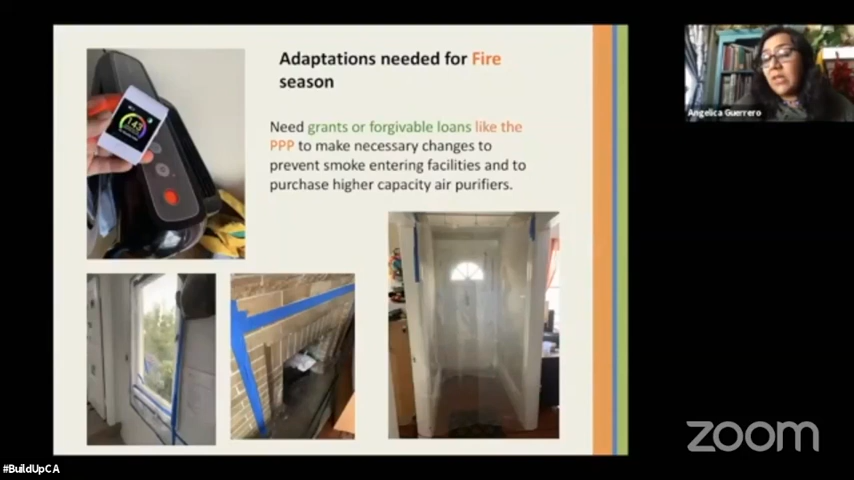 Adaptations needed for Fire
season
Need grants or forgivable loans like the
PPP to make necessary changes to
prevent smoke entering facilities and to
purchase higher capacity air purifiers.
143
Angelica Guerrero
zoom
#BuildUpCA